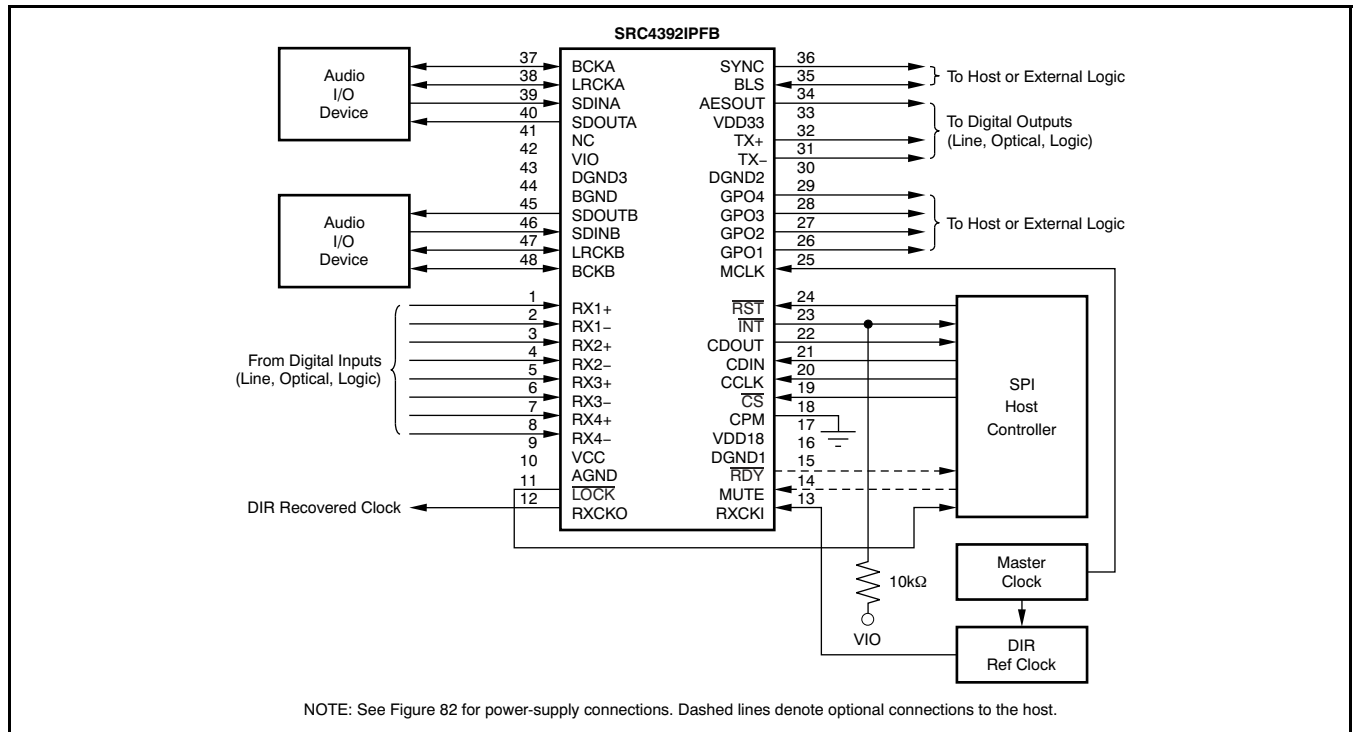 SRC4392IPFB
Audio
I/O
Device
37
38
39
40
41
42
43
44
45
46
47
48
BCKA
LRCKA
SDINA
SDOUTA
NC
VIO
DGND3
BGND
SDOUTB
SDINB
LRCKB
BCKB
Audio
I/O
Device
From Digital Inputs
(Line, Optical, Logic)
1
2
3
4
5
6
7
8
9
10
11
12
RX1+
RX1−
RX2+
RX2−
RX3+
RX3−
RX4+
RX4−
VCC
AGND
LOCK
RXCKO
DIR Recovered Clock
SYNC
BLS
AESOUT
VDD33
TX+
TX−
DGND2
GPO4
GPO3
GPO2
GPO1
MCLK
36
35
34
33
32
31
30
29
28
27
26
25
To Host or External Logic
To Digital Outputs
(Line, Optical, Logic)
To Host or External Logic
RST
INT
CDOUT
CDIN
CCLK
CS
CPM
VDD18
DGND1
RDY
MUTE
RXCKI
24
23
22
21
20
19
18
17
16
15
14
13
SPI
Host
Controller
10kΩ
VIO
Master
Clock
DIR
Ref Clock
NOTE: See Figure 82 for power-supply connections. Dashed lines denote optional connections to the host.